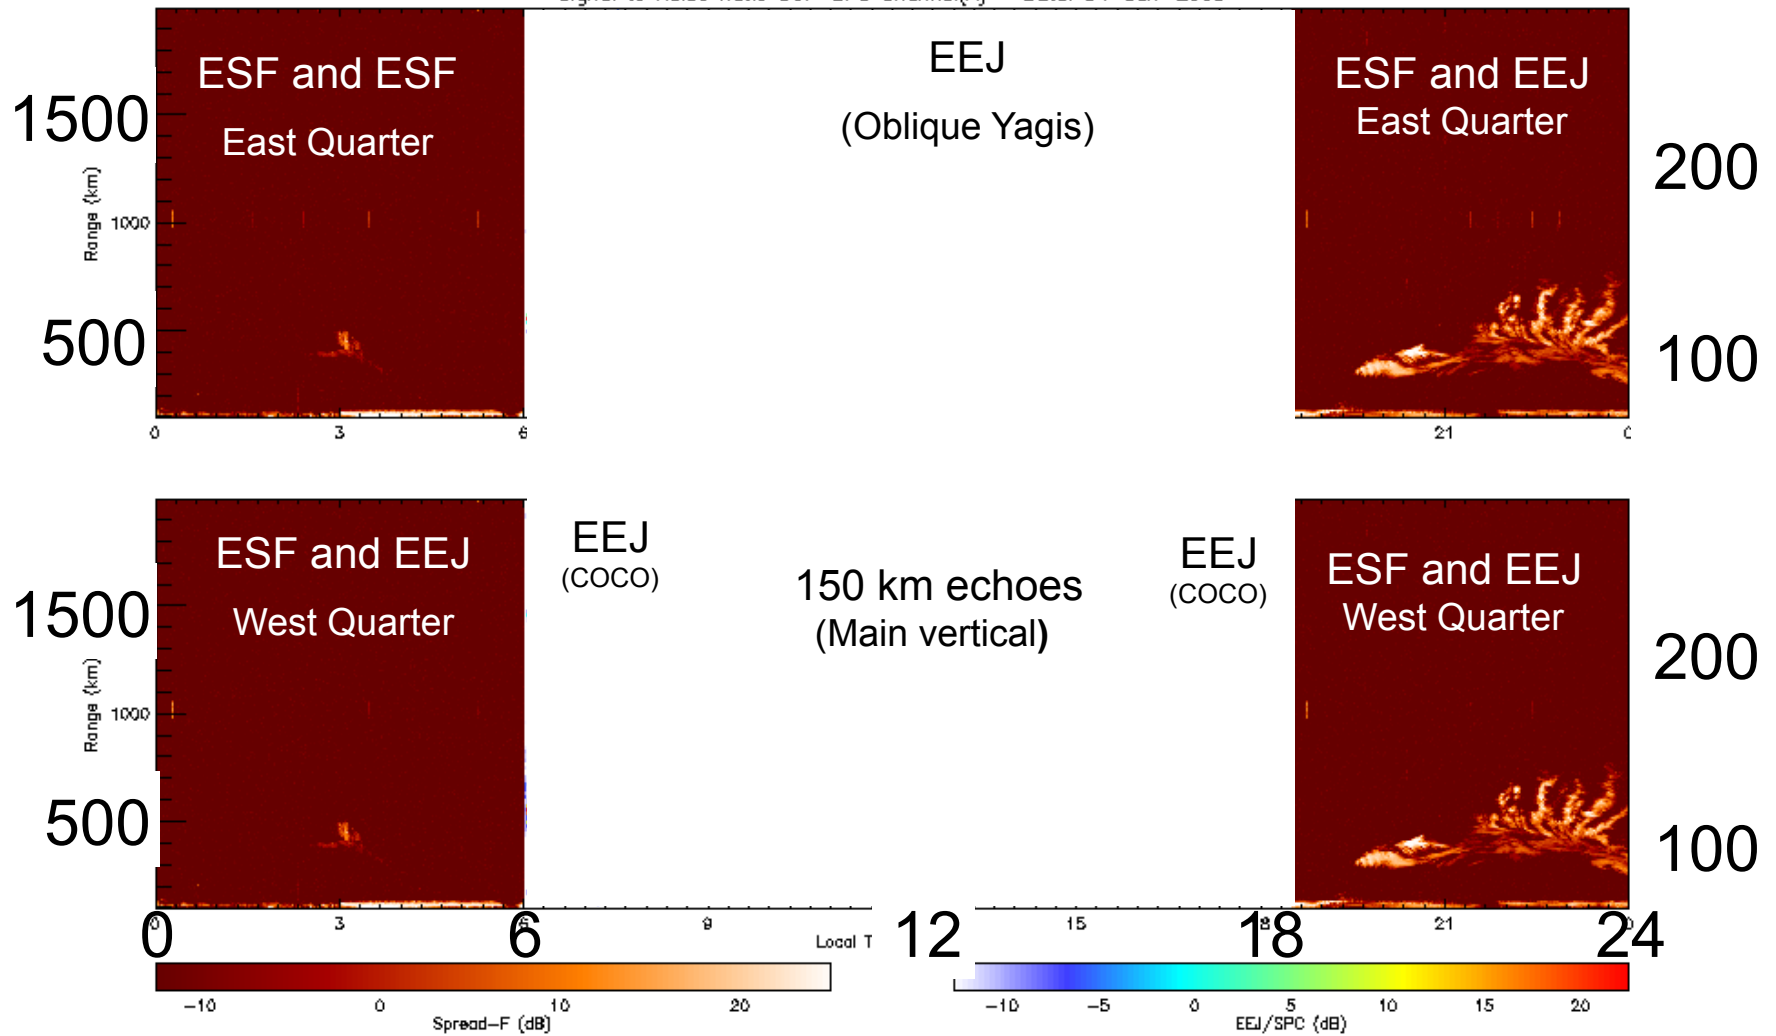 ESF and ESF
East Quarter
EEJ
(Oblique Yagis)
ESF and EEJ
East Quarter
1500
1000
500
Range (km)
200
100
0 3 6
21 0
ESF and EEJ
West Quarter
EEJ
(COCO)
150 km echoes
(Main vertical)
EEJ
(COCO)
ESF and EEJ
West Quarter
1500
1000
500
Range (km)
200
100
3 9 15 21
0 6 12 18 24
Local T
-10 0 10 20
Spread-F (dB)
-10 -5 0 5 10 15 20
EEJ/SPC (dB)